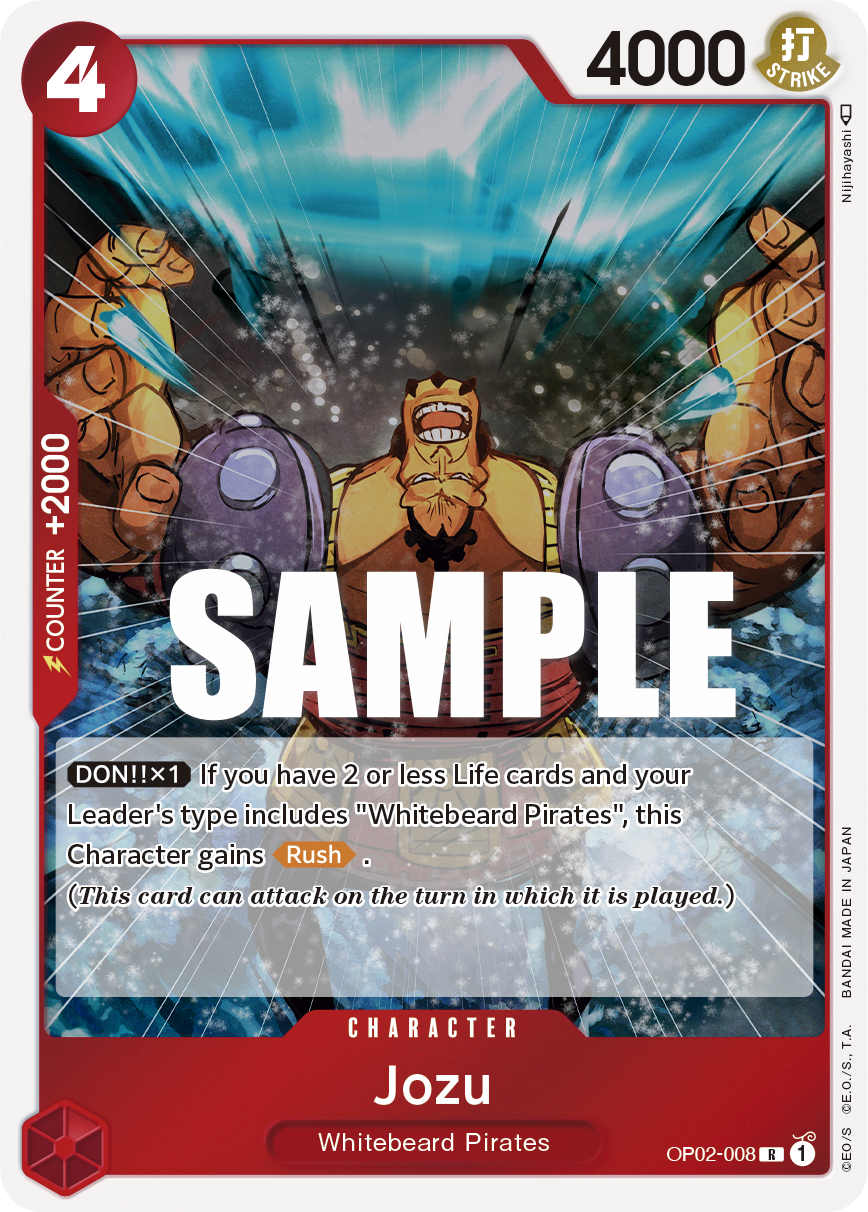 4
4000
打
STRIKE
Nijihayashi
COUNTER +2000
SAMPLE
DON!!×1 If you have 2 or less Life cards and your
Leader's type includes "Whitebeard Pirates", this
Character gains Rush .
(This card can attack on the turn in which it is played.)
CHARACTER
Jozu
Whitebeard Pirates
OP02-008 R 1
©EO/S ©E.O./S., T.A. BANDAI MADE IN JAPAN